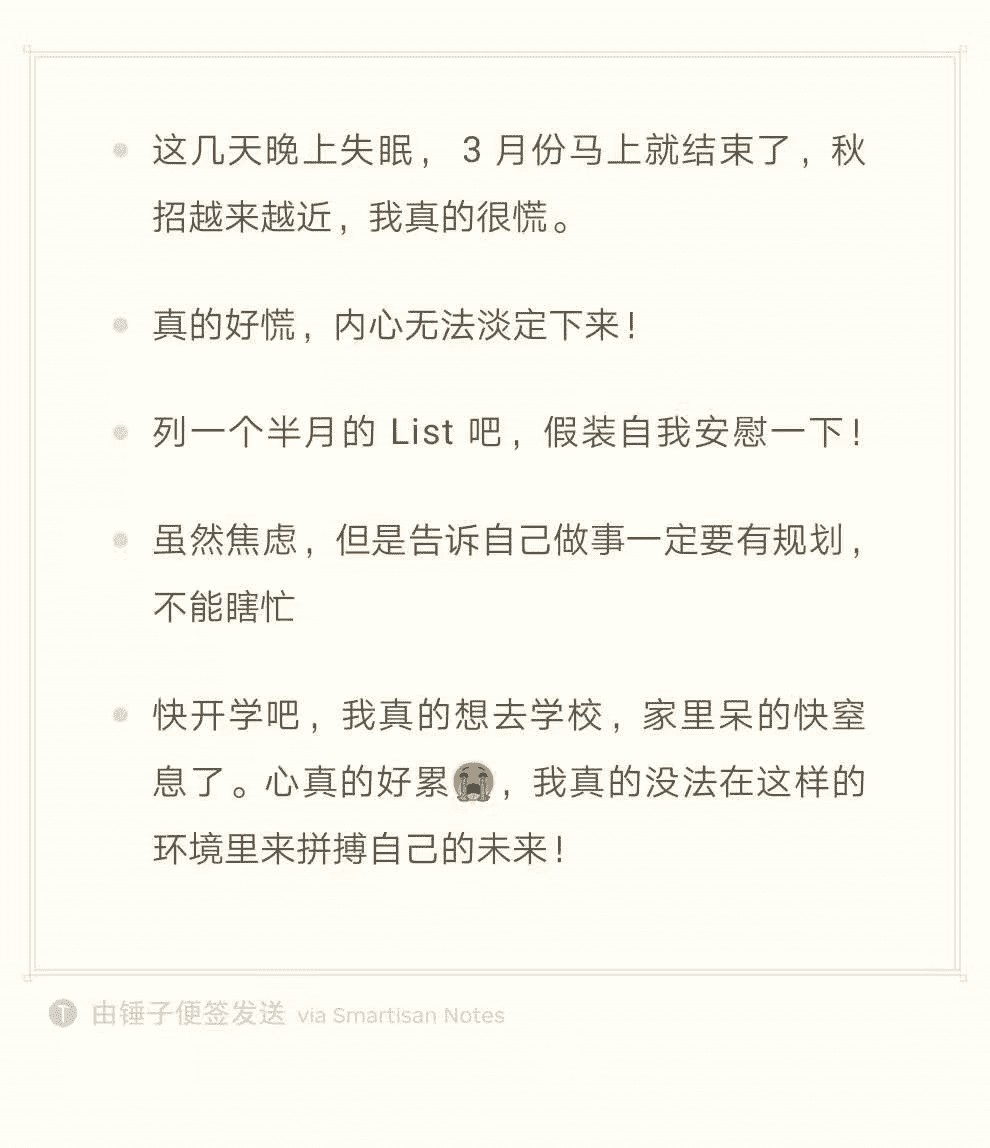 这几天晚上失眠， 3 月份马上就结束了，秋
招越来越近，我真的很慌。
真的好慌，内心无法淡定下来！
列一个半月的 List 吧，假装自我安慰一下！
虽然焦虑，但是告诉自己做事一定要有规划，
不能瞎忙
快开学吧，我真的想去学校，家里呆的快窒
息了。心真的好累😭，我真的没法在这样的
环境里来拼搏自己的未来！
由锤子便签发送 via Smartisan Notes